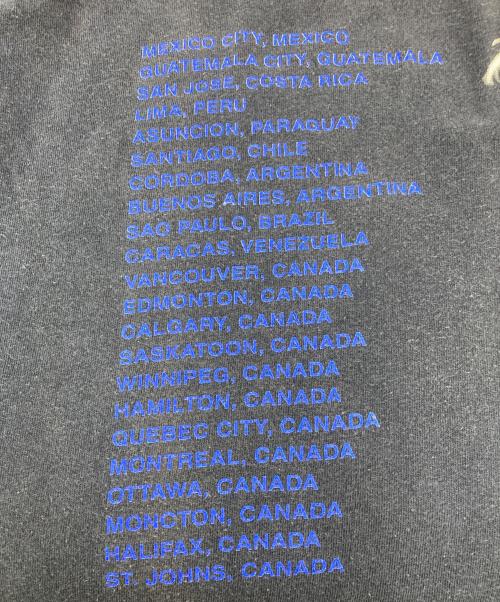 MEXICO CITY, MEXICO
GUATEMALA CITY, GUATEMALA
SAN JOSE, COSTA RICA
LIMA, PERU
ASUNCION, PARAGUAY
SANTIAGO, CHILE
CORDOBA, ARGENTINA
BUENOS AIRES, ARGENTINA
SAO PAULO, BRAZIL
CARACAS, VENEZUELA
VANCOUVER, CANADA
EDMONTON, CANADA
CALGARY, CANADA
SASKATOON, CANADA
WINNIPEG, CANADA
HAMILTON, CANADA
QUEBEC CITY, CANADA
MONTREAL, CANADA
OTTAWA, CANADA
MONCTON, CANADA
HALIFAX, CANADA
ST. JOHNS, CANADA